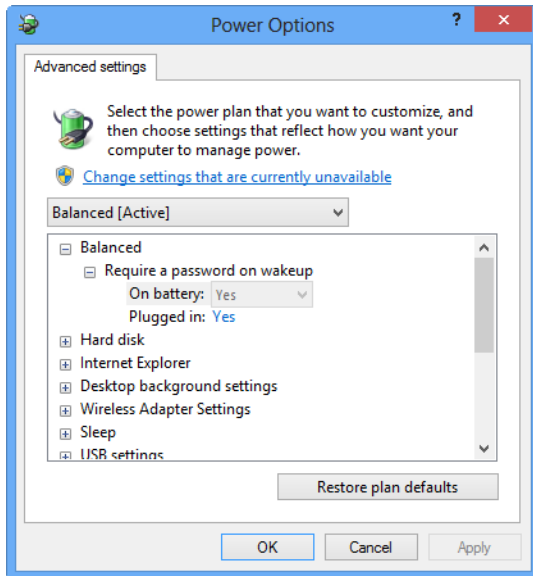 Power Options
?
Advanced settings
Select the power plan that you want to customize, and
then choose settings that reflect how you want your
computer to manage power.
Change settings that are currently unavailable
Balanced [Active]
Balanced
Require a password on wakeup
On battery: Yes
Plugged in: Yes
Hard disk
Internet Explorer
Desktop background settings
Wireless Adapter Settings
Sleep
USB settings
Restore plan defaults
OK Cancel Apply